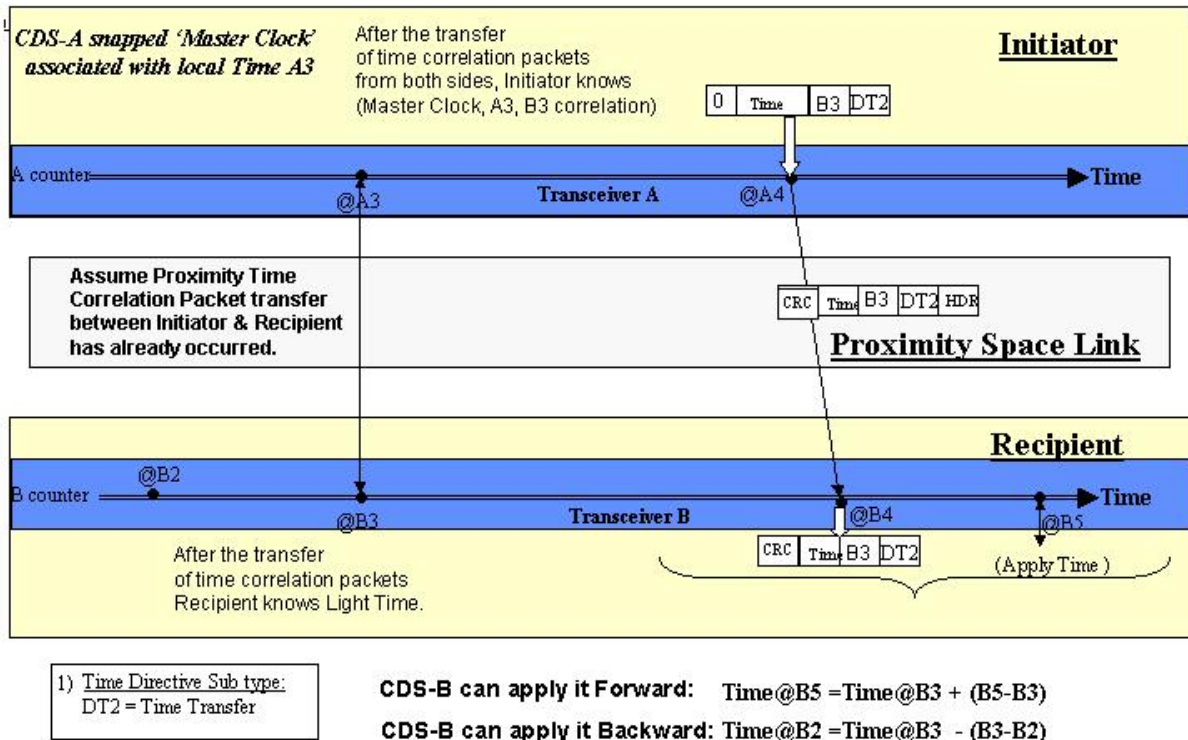 CDS-A snapped ‘Master Clock’
associated with local Time A3
After the transfer
of time correlation packets
from both sides, Initiator knows
(Master Clock, A3, B3 correlation)
Initiator
0 Time B3 DT2
A counter
@A3
Transceiver A
@A4
Time
Assume Proximity Time
Correlation Packet transfer
between Initiator & Recipient
has already occurred.
CRC Time B3 DT2 HDR
Proximity Space Link
Recipient
@B2
B counter
@B3
Transceiver B
@B4
@B5
Time
CRC Time B3 DT2
(Apply Time )
After the transfer
of time correlation packets
Recipient knows Light Time.
1) Time Directive Sub type:
DT2 = Time Transfer
CDS-B can apply it Forward: Time@B5 =Time@B3 + (B5-B3)
CDS-B can apply it Backward: Time@B2 =Time@B3 - (B3-B2)